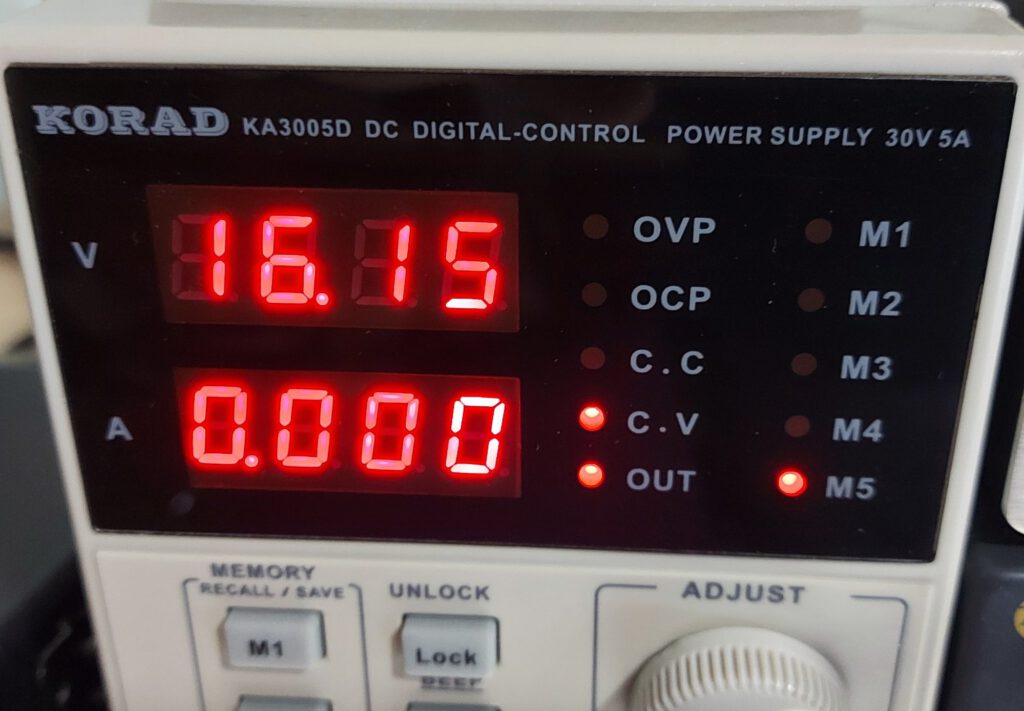 KORAD KA3005D DC DIGITAL-CONTROL POWER SUPPLY 30V 5A
V 16.15
A 0.000
OVP M1
OCP M2
C.C M3
C.V M4
OUT M5
MEMORY
RECALL / SAVE
M1
UNLOCK
Lock
BEEP
ADJUST